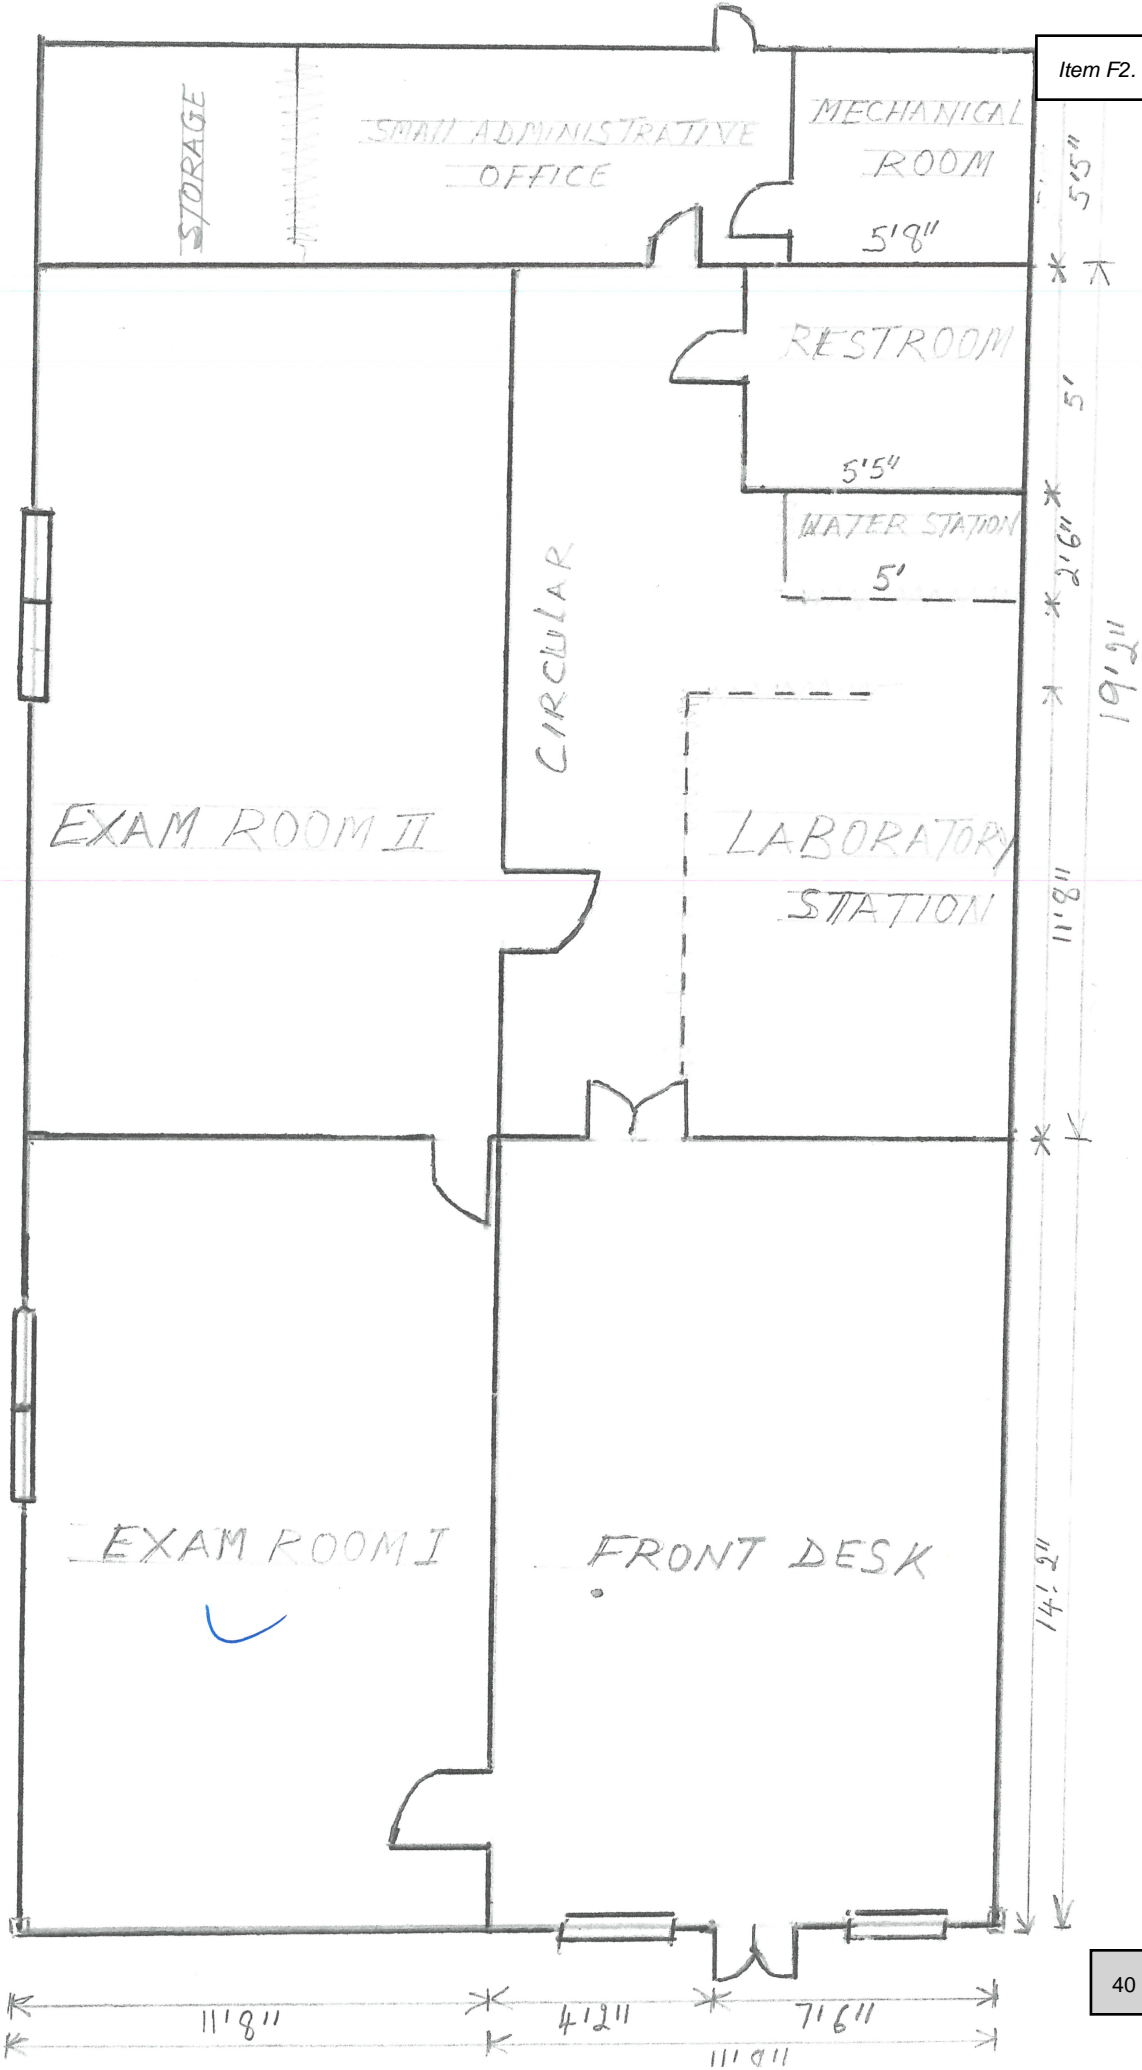 Item F2.
STORAGE
SMALL ADMINISTRATIVE
OFFICE
MECHANICAL
ROOM
5'8"
5'5"
RESTROOM
5'5"
5'
WATER STATION
5'
2'6"
19'2"
CIRCULAR
EXAM ROOM II
LABORATORY
STATION
11'8"
EXAM ROOM I
FRONT DESK
14'2"
11'8"
4'2"
7'6"
11'8"
40